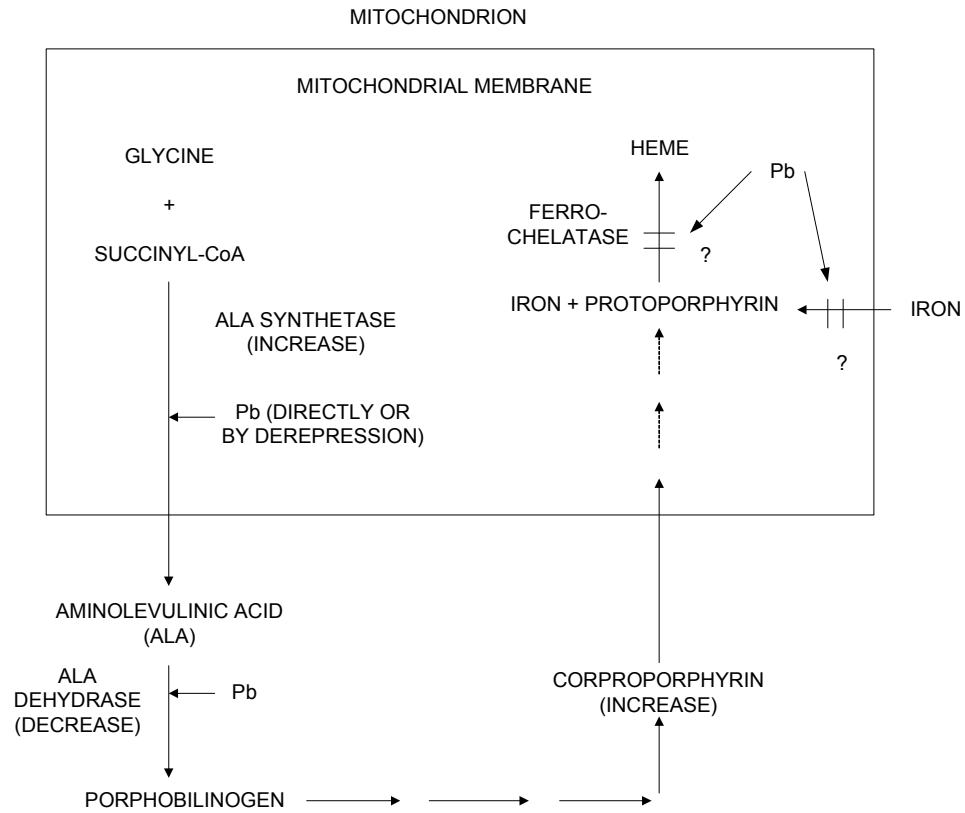 MITOCHONDRION
MITOCHONDRIAL MEMBRANE
GLYCINE
+
SUCCINYL-CoA
ALA SYNTHETASE
(INCREASE)
Pb (DIRECTLY OR
BY DEREPRESSION)
HEME
Pb
FERRO-
CHELATASE
?
IRON + PROTOPORPHYRIN
IRON
?
AMINOLEVULINIC ACID
(ALA)
ALA
DEHYDRASE
(DECREASE)
Pb
PORPHOBILINOGEN
CORPROPORPHYRIN
(INCREASE)